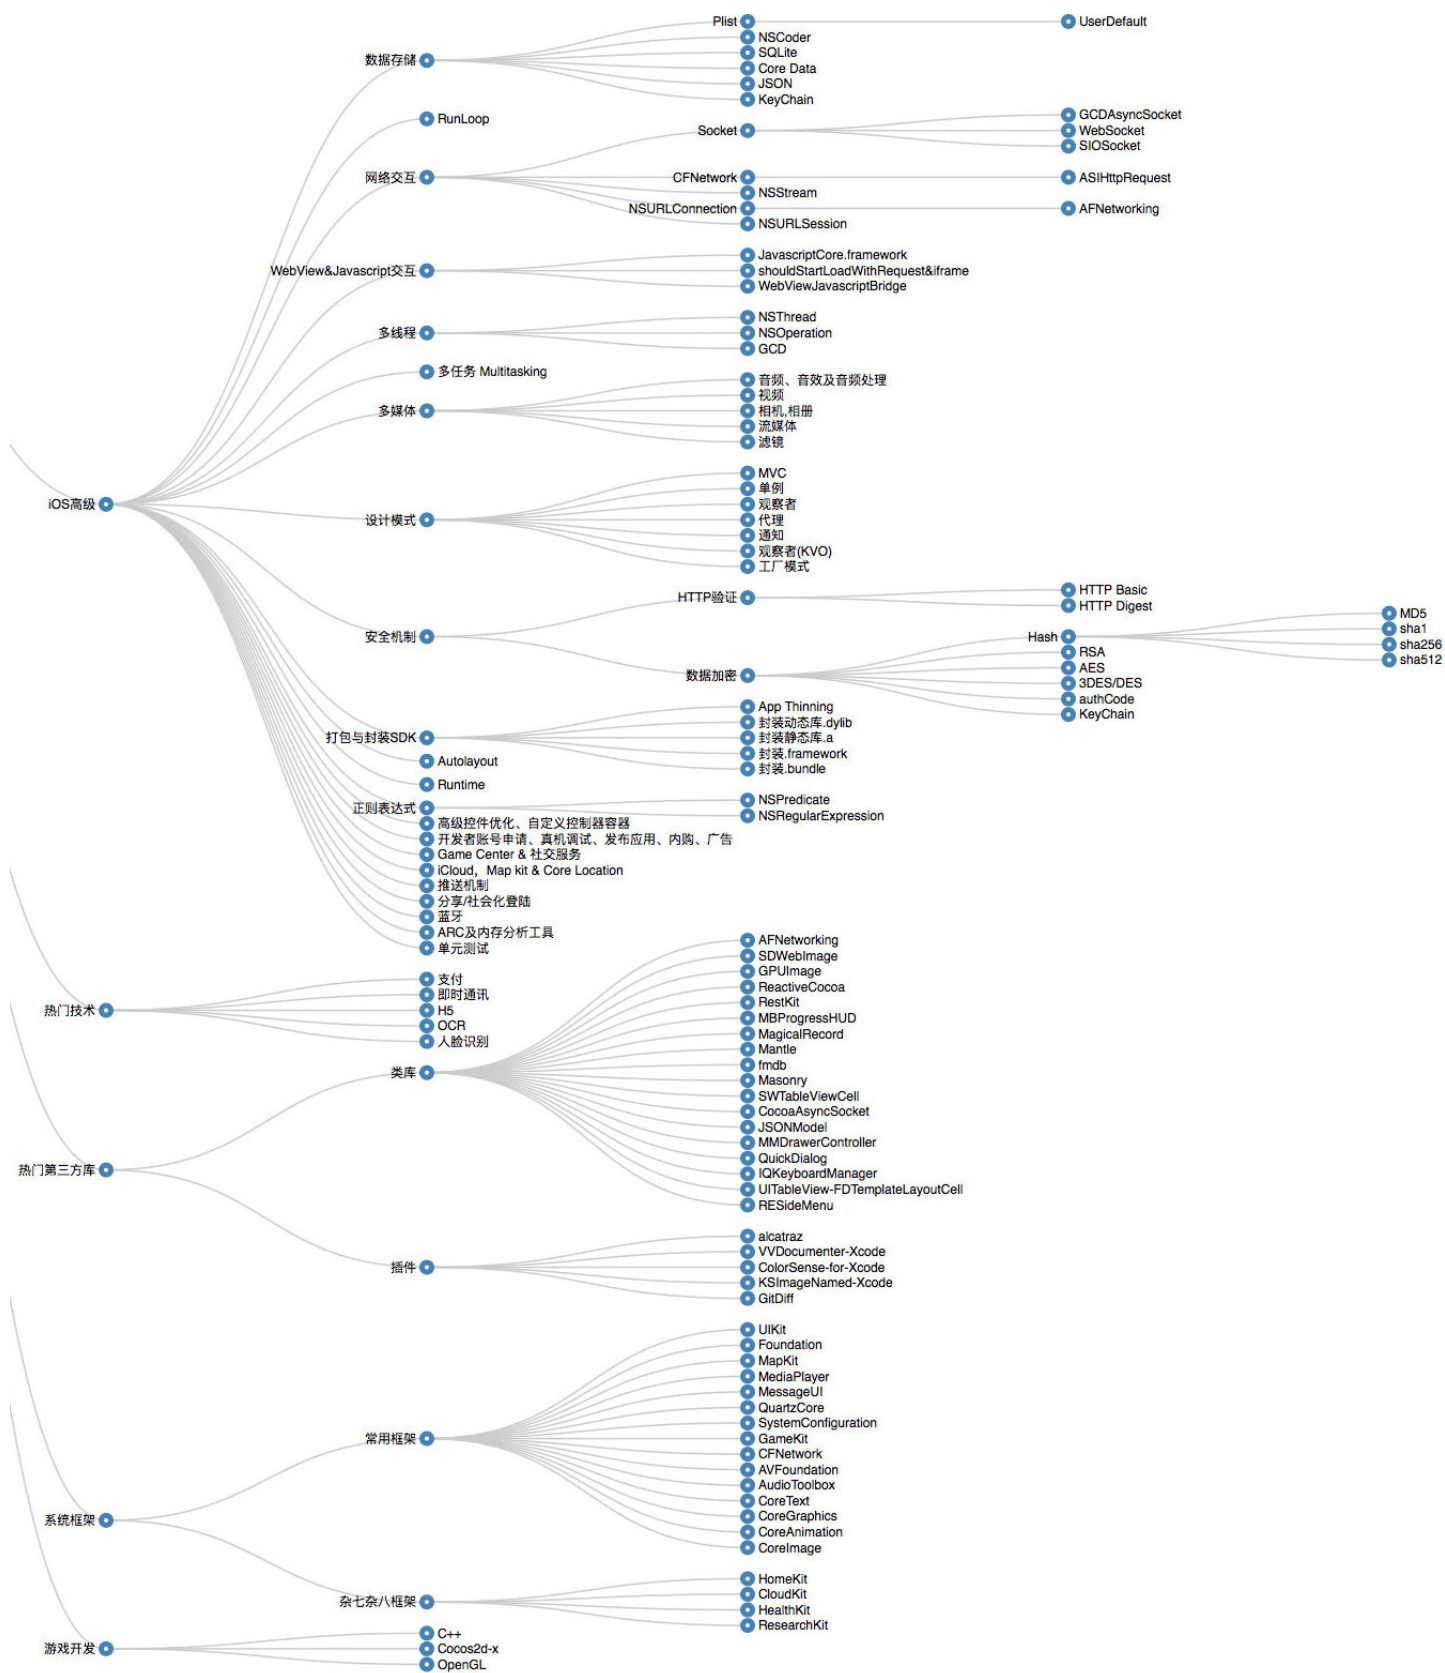 iOS高级
数据存储
Plist
UserDefault
NSCoder
SQLite
Core Data
JSON
KeyChain
RunLoop
网络交互
Socket
GCDAsyncSocket
WebSocket
SIOSocket
CFNetwork
ASIHttpRequest
NSStream
NSURLConnection
AFNetworking
NSURLSession
WebView&Javascript交互
JavascriptCore.framework
shouldStartLoadWithRequest&iframe
WebViewJavascriptBridge
多线程
NSThread
NSOperation
GCD
多任务 Multitasking
多媒体
音频、音效及音频处理
视频
相机,相册
流媒体
滤镜
设计模式
MVC
单例
观察者
代理
通知
观察者(KVO)
工厂模式
安全机制
HTTP验证
HTTP Basic
HTTP Digest
数据加密
Hash
MD5
sha1
sha256
sha512
RSA
AES
3DES/DES
authCode
KeyChain
打包与封装SDK
App Thinning
封装动态库.dylib
封装静态库.a
封装.framework
封装.bundle
Autolayout
Runtime
正则表达式
NSPredicate
NSRegularExpression
高级控件优化、自定义控制器容器
开发者账号申请、真机调试、发布应用、内购、广告
Game Center & 社交服务
iCloud，Map kit & Core Location
推送机制
分享/社会化登陆
蓝牙
ARC及内存分析工具
单元测试
热门技术
支付
即时通讯
H5
OCR
人脸识别
热门第三方库
类库
AFNetworking
SDWebImage
GPUImage
ReactiveCocoa
RestKit
MBProgressHUD
MagicalRecord
Mantle
fmdb
Masonry
SWTableViewCell
CocoaAsyncSocket
JSONModel
MMDrawerController
QuickDialog
IQKeyboardManager
UITableView-FDTemplateLayoutCell
RESideMenu
插件
alcatraz
VVDocumenter-Xcode
ColorSense-for-Xcode
KSImageNamed-Xcode
GitDiff
系统框架
常用框架
UIKit
Foundation
MapKit
MediaPlayer
MessageUI
QuartzCore
SystemConfiguration
GameKit
CFNetwork
AVFoundation
AudioToolbox
CoreText
CoreGraphics
CoreAnimation
CoreImage
杂七杂八框架
HomeKit
CloudKit
HealthKit
ResearchKit
游戏开发
C++
Cocos2d-x
OpenGL